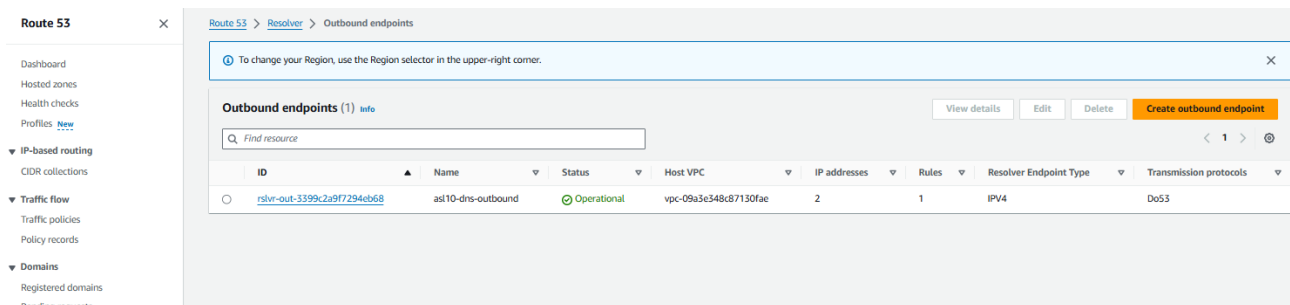 Route 53
Dashboard
Hosted zones
Health checks
Profiles New
IP-based routing
CIDR collections
Traffic flow
Traffic policies
Policy records
Domains
Registered domains
Route 53 > Resolver > Outbound endpoints
To change your Region, use the Region selector in the upper-right corner.
Outbound endpoints (1) Info
View details Edit Delete Create outbound endpoint
Find resource
1
ID Name Status Host VPC IP addresses Rules Resolver Endpoint Type Transmission protocols
rslvr-out-3399c2a9f7294eb68 asl10-dns-outbound Operational vpc-09a3e348c87130fae 2 1 IPV4 Do53